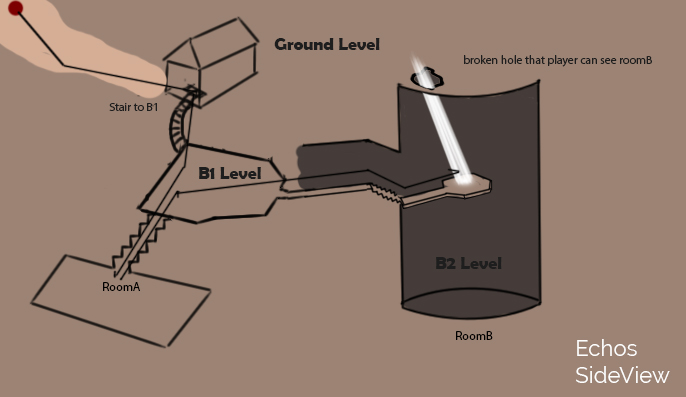 Ground Level
broken hole that player can see roomB
Stair to B1
B1 Level
B2 Level
RoomA
RoomB
Echos
SideView